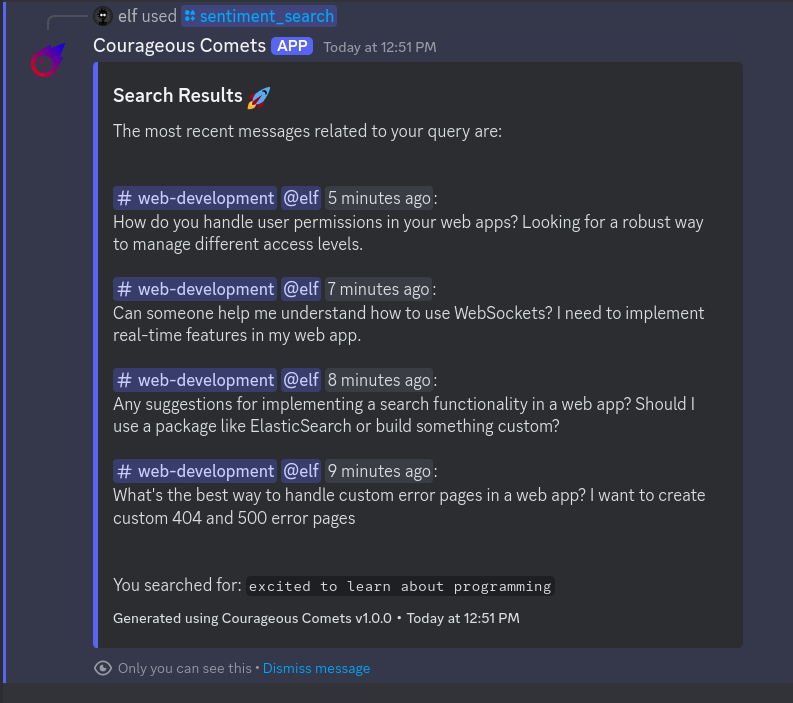 elf used sentiment_search
Courageous Comets APP Today at 12:51 PM
Search Results 🚀
The most recent messages related to your query are:
# web-development @elf 5 minutes ago:
How do you handle user permissions in your web apps? Looking for a robust way
to manage different access levels.
# web-development @elf 7 minutes ago:
Can someone help me understand how to use WebSockets? I need to implement
real-time features in my web app.
# web-development @elf 8 minutes ago:
Any suggestions for implementing a search functionality in a web app? Should I
use a package like ElasticSearch or build something custom?
# web-development @elf 9 minutes ago:
What's the best way to handle custom error pages in a web app? I want to create
custom 404 and 500 error pages
You searched for: excited to learn about programming
Generated using Courageous Comets v1.0.0 • Today at 12:51 PM
Only you can see this • Dismiss message